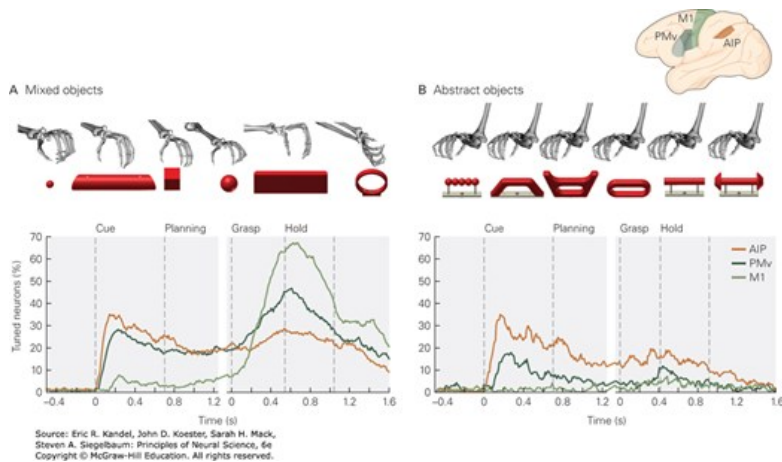 M1
PMv
AIP
A Mixed objects
B Abstract objects
Cue Planning Grasp Hold
Tuned neurons (%)
70
60
50
40
30
20
10
0
−0.4 0 0.4 0.8 1.2 0 0.4 0.8 1.2 1.6
Time (s)
Cue Planning Grasp Hold
AIP
PMv
M1
70
60
50
40
30
20
10
0
−0.4 0 0.4 0.8 1.2 0 0.4 0.8 1.2 1.6
Time (s)
Source: Eric R. Kandel, John D. Koester, Sarah H. Mack,
Steven A. Siegelbaum: Principles of Neural Science, 6e
Copyright © McGraw-Hill Education. All rights reserved.